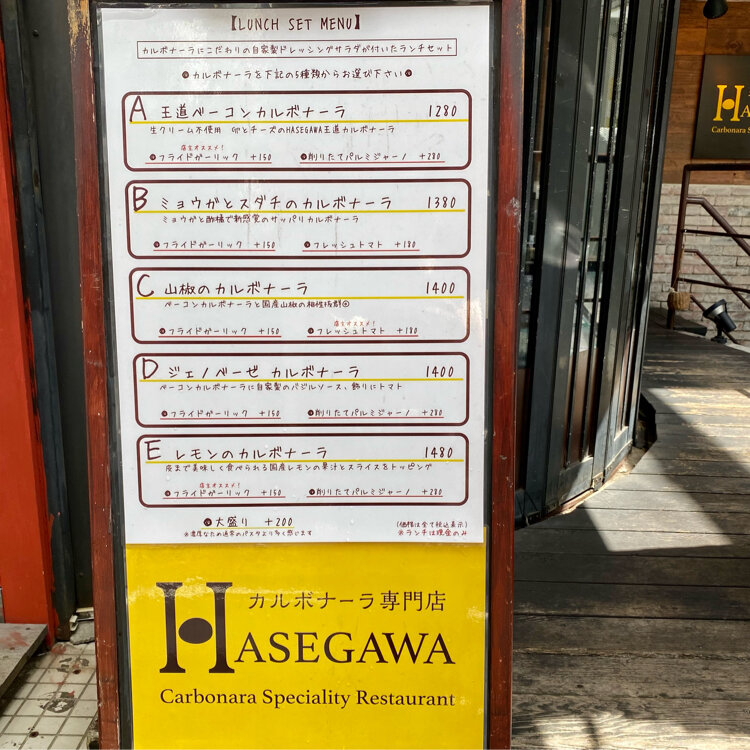 【LUNCH SET MENU】
カルボナーラにこだわりの自家製ドレッシングサラダが付いたランチセット
カルボナーラを下記の5種類からお選び下さい
A 王道ベーコンカルボナーラ 1280
生クリーム不使用 卵とチーズのHASEGAWA王道カルボナーラ
店主オススメ！
フライドガーリック +150 削りたてパルミジャーノ +280
B ミョウガとスダチのカルボナーラ 1380
ミョウガと酢橘で新感覚のサッパリカルボナーラ
フライドガーリック +150 フレッシュトマト +180
C 山椒のカルボナーラ 1400
ベーコンカルボナーラと国産山椒の相性抜群
店主オススメ！
フライドガーリック +150 フレッシュトマト +180
D ジェノベーゼ カルボナーラ 1400
ベーコンカルボナーラに自家製のバジルソース、飾りにトマト
フライドガーリック +150 削りたてパルミジャーノ +280
E レモンのカルボナーラ 1480
皮まで美味しく食べられる国産レモンの果汁とスライスをトッピング
店主オススメ！
フライドガーリック +150 削りたてパルミジャーノ +280
大盛り +200
※濃厚なため通常のパスタより多く感じます
(価格は全て税込表示)
※ランチは現金のみ
カルボナーラ専門店
HASEGAWA
Carbonara Speciality Restaurant
Carbonara